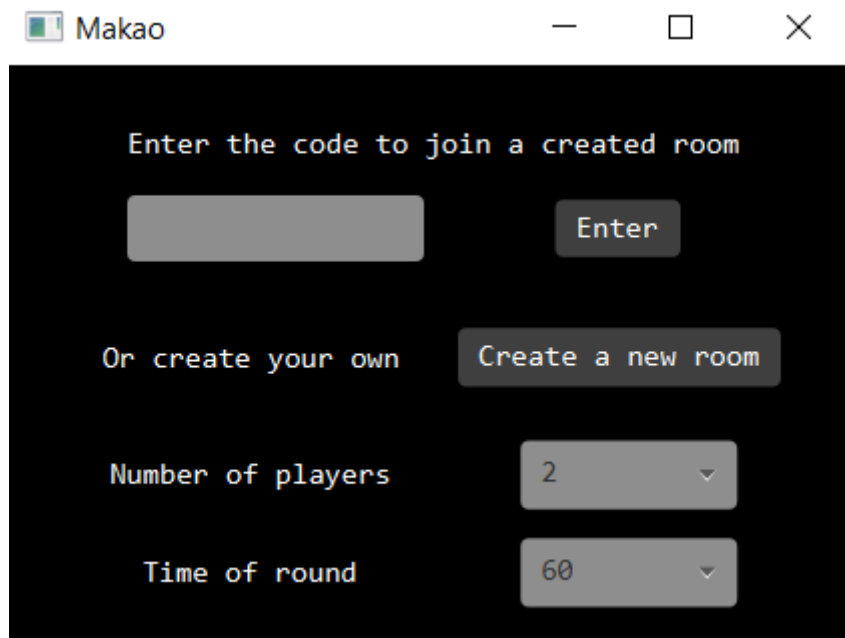 Makao
Enter the code to join a created room
Enter
Or create your own Create a new room
Number of players 2
Time of round 60